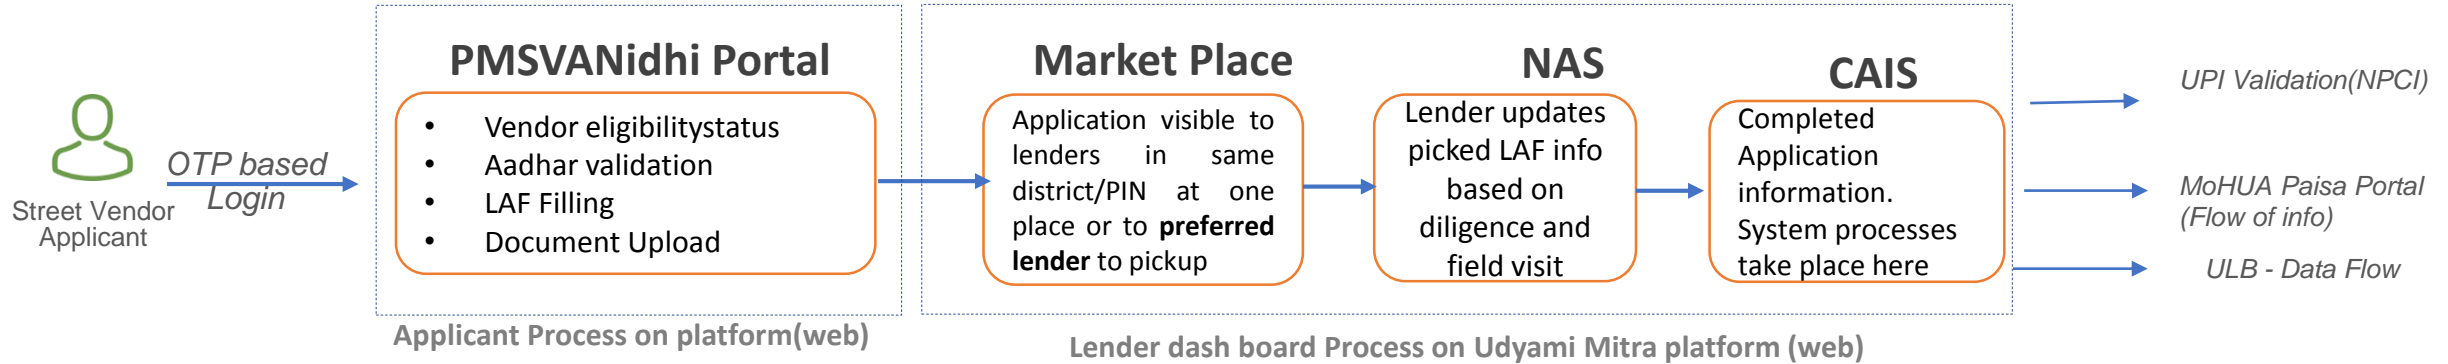 Street Vendor
Applicant
OTP based
Login
PMSVANidhi Portal
• Vendor eligibilitystatus
• Aadhar validation
• LAF Filling
• Document Upload
Applicant Process on platform(web)
Market Place
Application visible to
lenders in same
district/PIN at one
place or to preferred
lender to pickup
NAS
Lender updates
picked LAF info
based on
diligence and
field visit
CAIS
Completed
Application
information.
System processes
take place here
Lender dash board Process on Udyami Mitra platform (web)
UPI Validation(NPCI)
MoHUA Paisa Portal
(Flow of info)
ULB - Data Flow